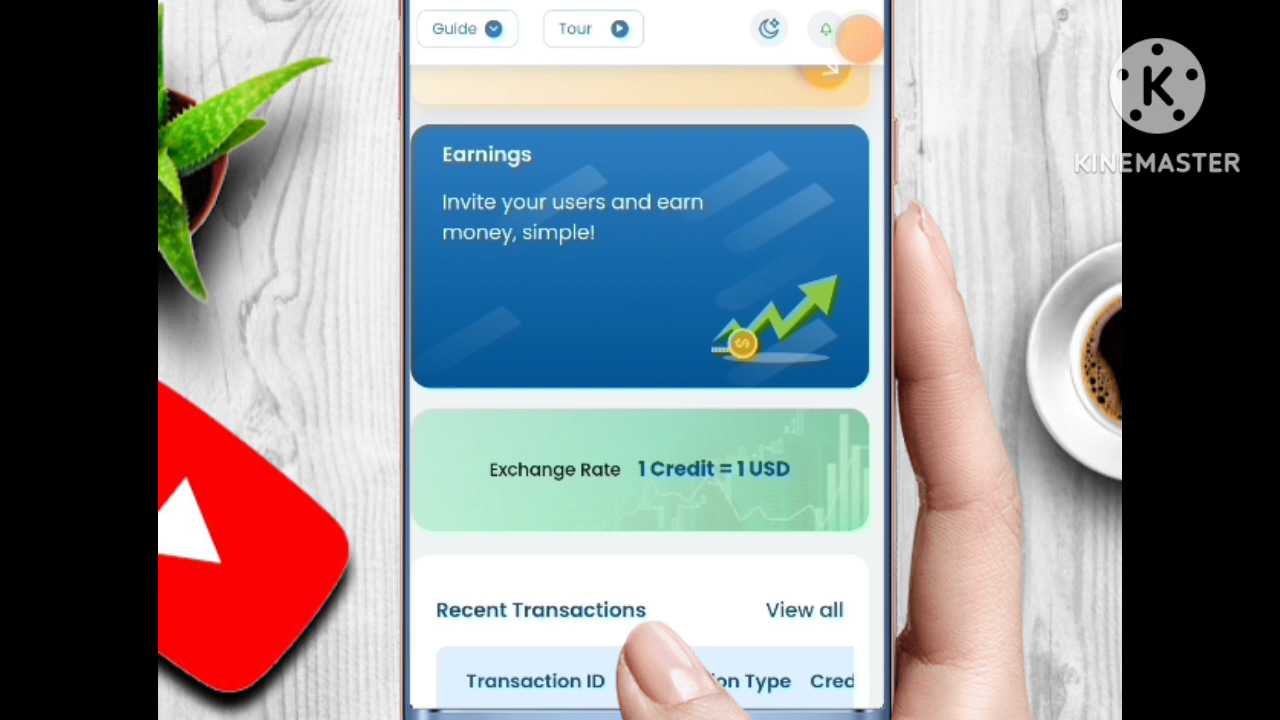 Guide
Tour
K
KINEMASTER
Earnings
Invite your users and earn
money, simple!
$
Exchange Rate 1 Credit = 1 USD
Recent Transactions
View all
Transaction ID
on Type
Cred